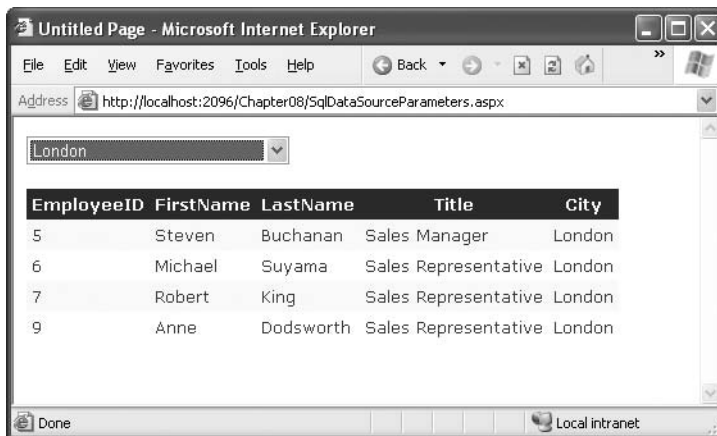 Untitled Page - Microsoft Internet Explorer
File Edit View Favorites Tools Help Back »
Address http://localhost:2096/Chapter08/SqlDataSourceParameters.aspx
London
EmployeeID FirstName LastName Title City
5 Steven Buchanan Sales Manager London
6 Michael Suyama Sales Representative London
7 Robert King Sales Representative London
9 Anne Dodsworth Sales Representative London
Done Local intranet